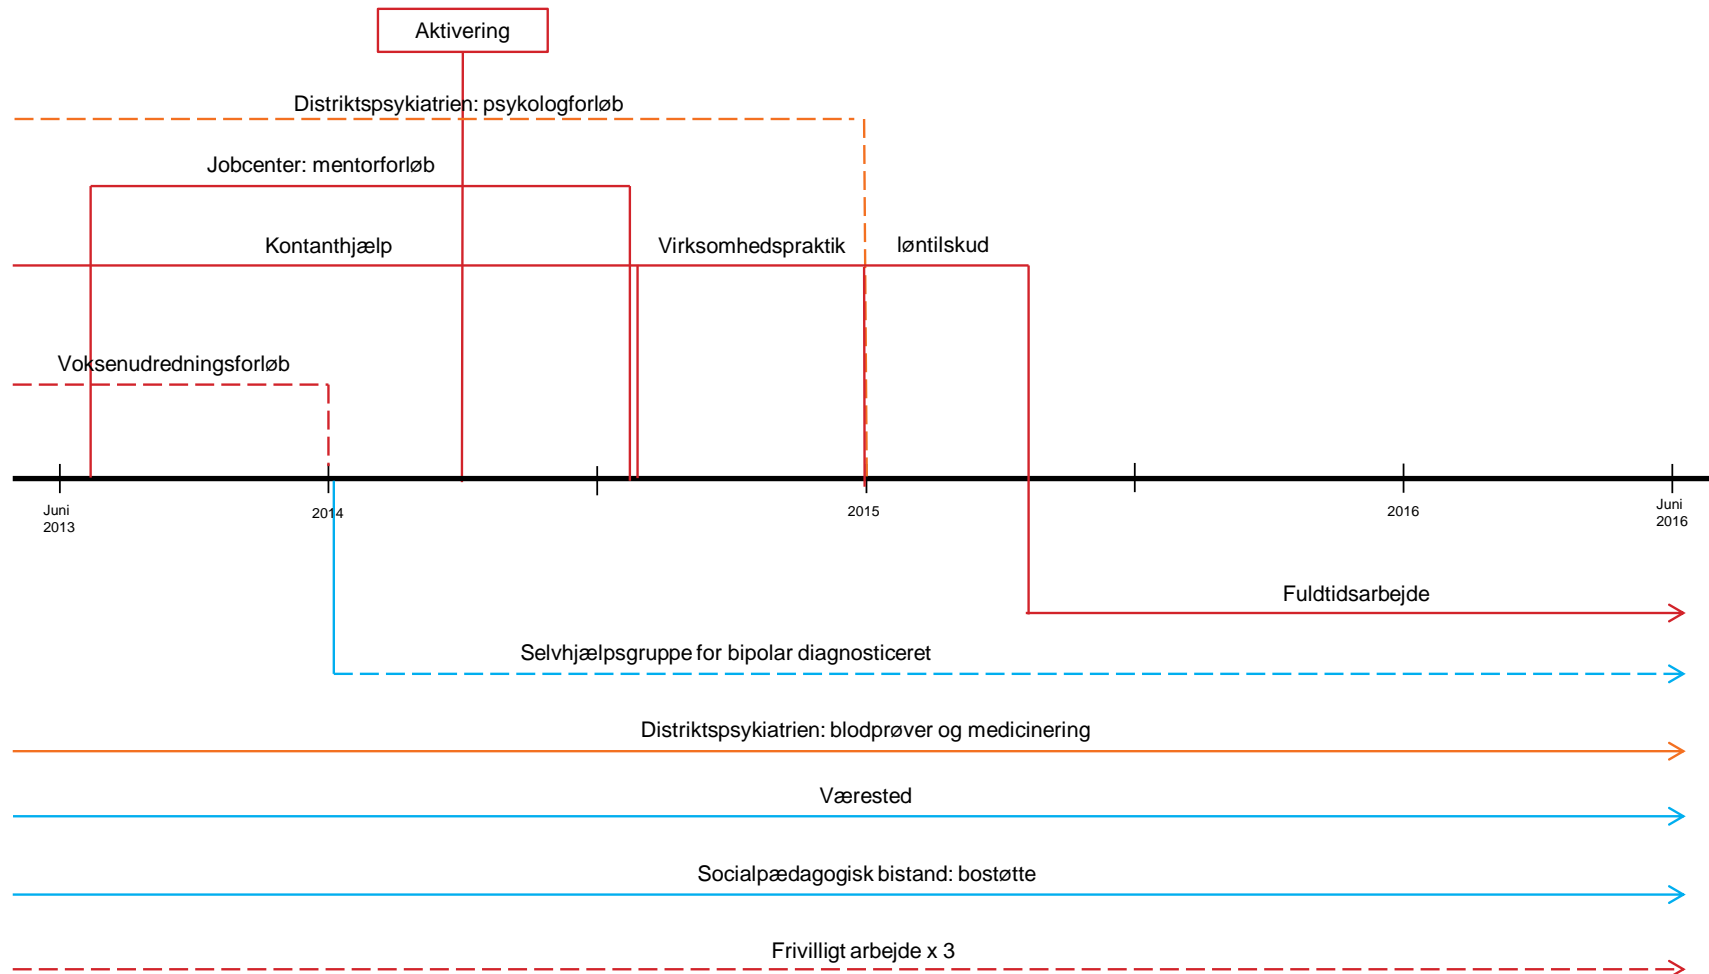 Aktivering
Distriktspsykiatrien: psykologforløb
Jobcenter: mentorforløb
Kontanthjælp
Virksomhedspraktik
løntilskud
Voksenudredningsforløb
Juni
2013
2014
2015
2016
Juni
2016
Fuldtidsarbejde
Selvhjælpsgruppe for bipolar diagnosticeret
Distriktspsykiatrien: blodprøver og medicinering
Værested
Socialpædagogisk bistand: bostøtte
Frivilligt arbejde x 3